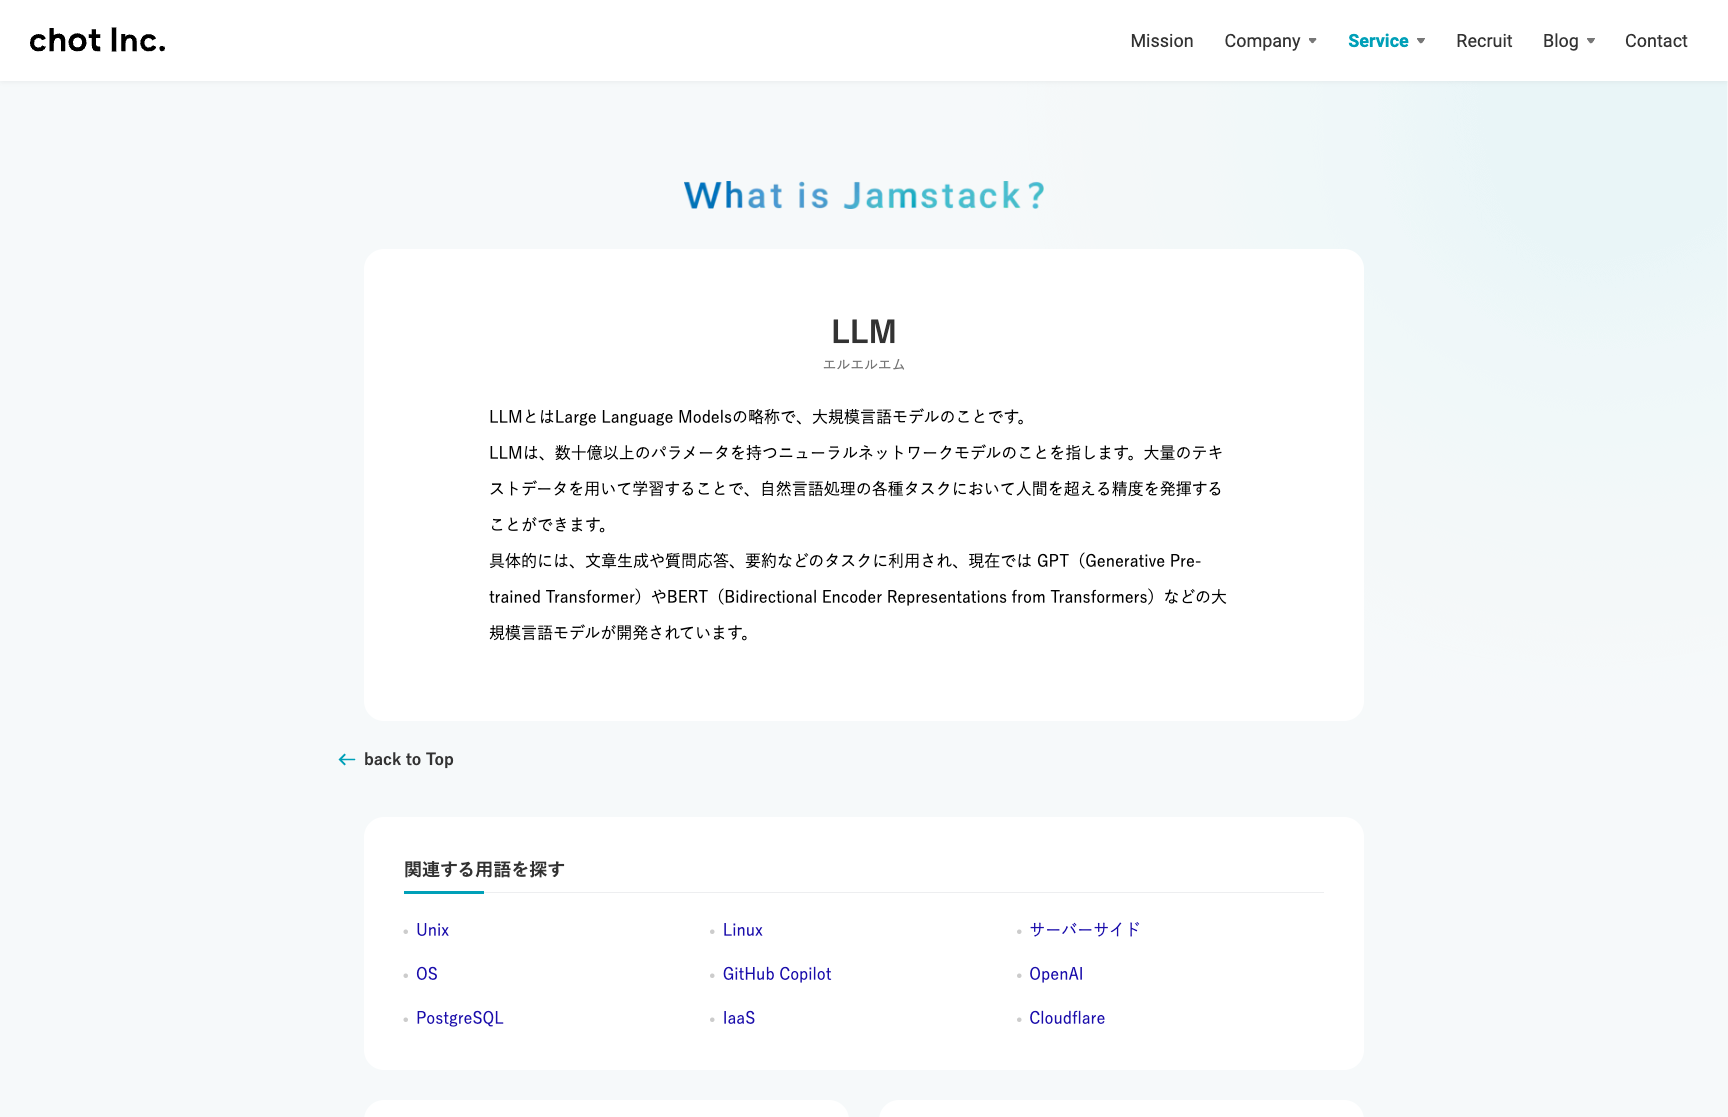 chot Inc.
Mission Company Service Recruit Blog Contact
What is Jamstack?
LLM
エルエルエム
LLMとはLarge Language Modelsの略称で、大規模言語モデルのことです。
LLMは、数十億以上のパラメータを持つニューラルネットワークモデルのことを指します。大量のテキ
ストデータを用いて学習することで、自然言語処理の各種タスクにおいて人間を超える精度を発揮する
ことができます。
具体的には、文章生成や質問応答、要約などのタスクに利用され、現在では GPT（Generative Pre-
trained Transformer）やBERT（Bidirectional Encoder Representations from Transformers）などの大
規模言語モデルが開発されています。
back to Top
関連する用語を探す
Unix Linux サーバーサイド
OS GitHub Copilot OpenAI
PostgreSQL IaaS Cloudflare